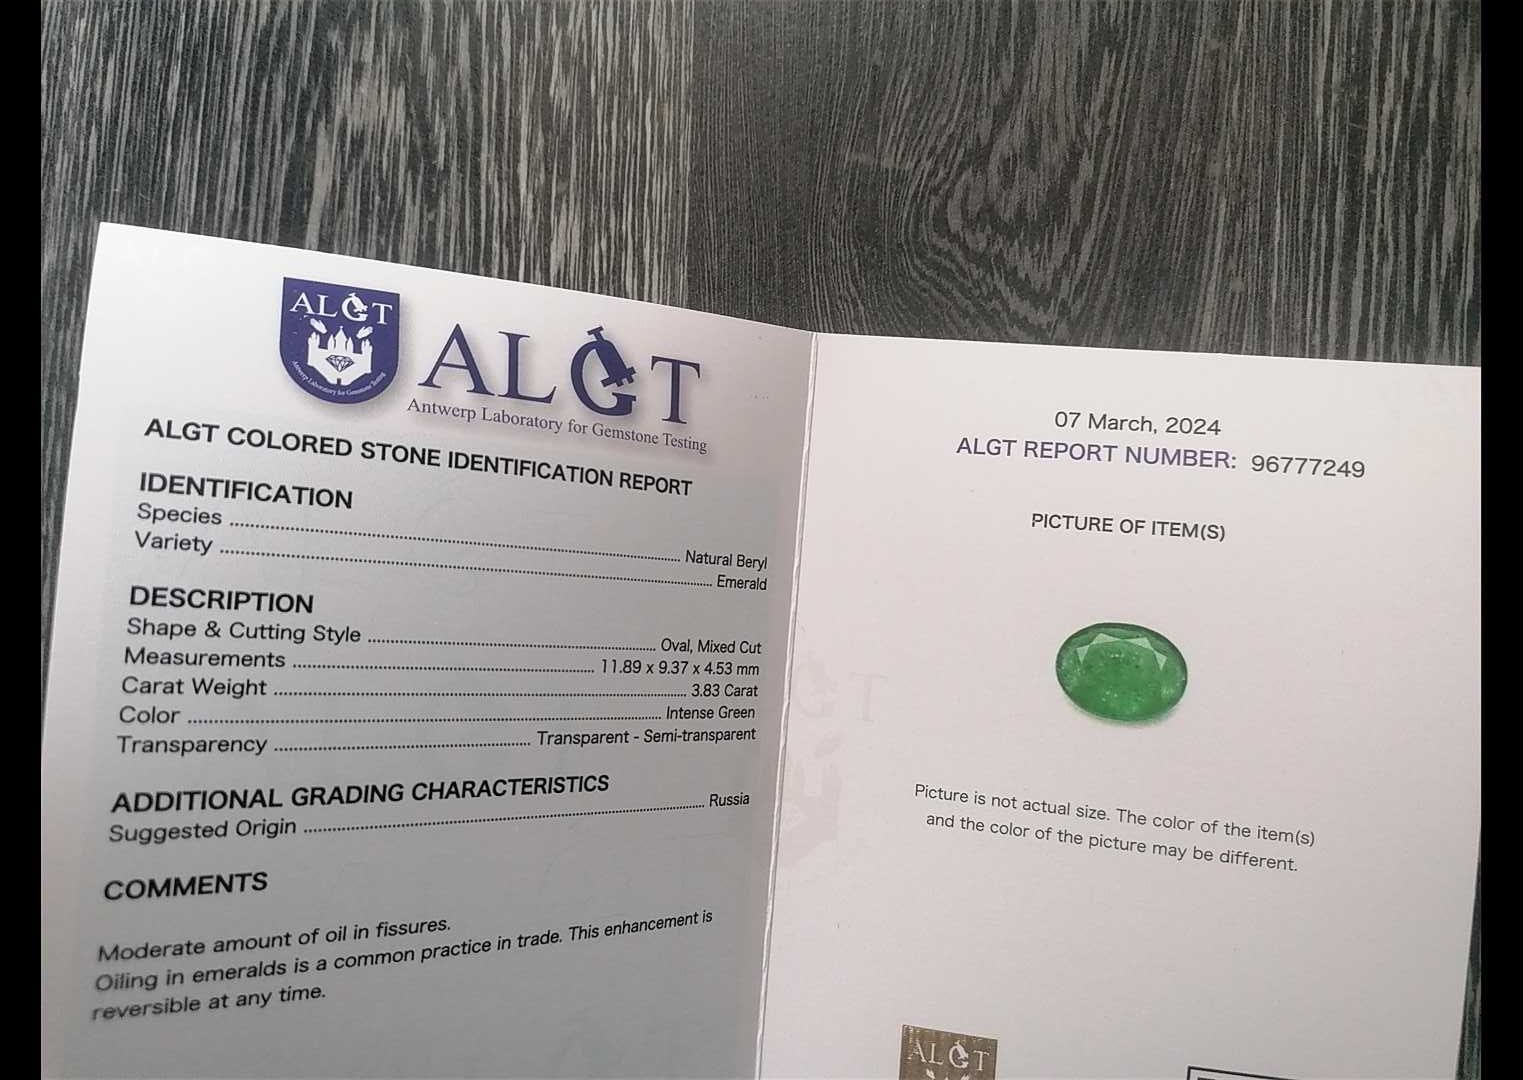 ALGT
Antwerp Laboratory for Gemstone Testing
ALGT
Antwerp Laboratory for Gemstone Testing
ALGT COLORED STONE IDENTIFICATION REPORT
IDENTIFICATION
Species ........ Natural Beryl
Variety ........ Emerald
DESCRIPTION
Shape & Cutting Style ........ Oval, Mixed Cut
Measurements ........ 11.89 x 9.37 x 4.53 mm
Carat Weight ........ 3.83 Carat
Color ........ Intense Green
Transparency ........ Transparent - Semi-transparent
ADDITIONAL GRADING CHARACTERISTICS
Suggested Origin ........ Russia
COMMENTS
Moderate amount of oil in fissures.
Oiling in emeralds is a common practice in trade. This enhancement is
reversible at any time.
07 March, 2024
ALGT REPORT NUMBER: 96777249
PICTURE OF ITEM(S)
Picture is not actual size. The color of the item(s)
and the color of the picture may be different.
ALGT